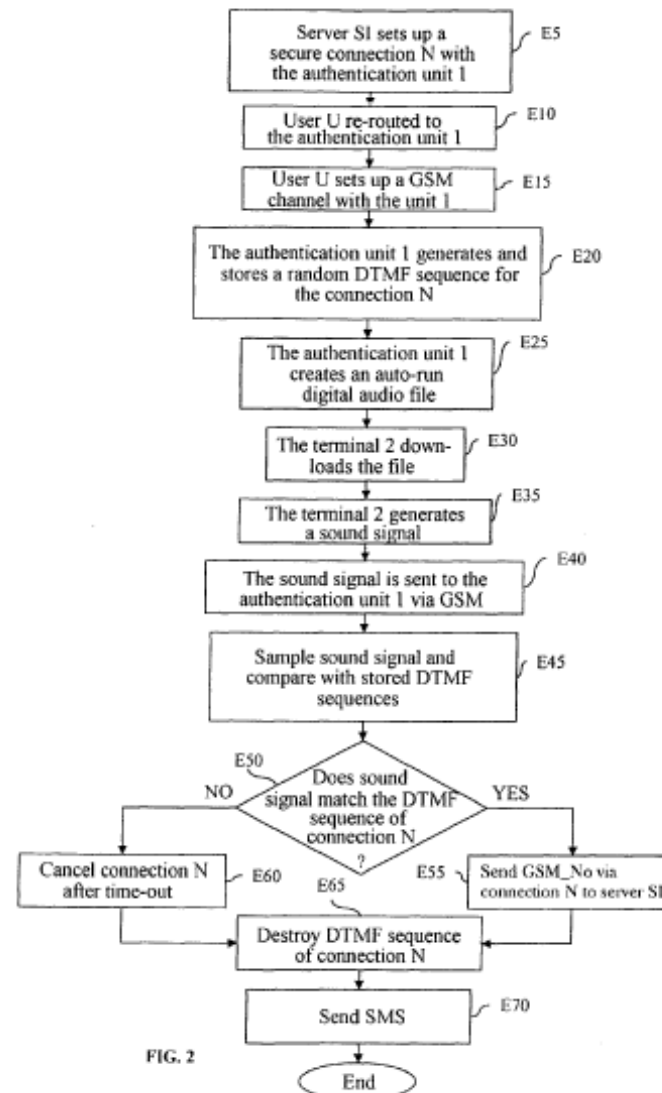 Server SI sets up a
secure connection N with
the authentication unit 1
E5
User U re-routed to
the authentication unit 1
E10
User U sets up a GSM
channel with the unit 1
E15
The authentication unit 1 generates and
stores a random DTMF sequence for
the connection N
E20
The authentication unit 1
creates an auto-run
digital audio file
E25
The terminal 2 down-
loads the file
E30
The terminal 2 generates
a sound signal
E35
The sound signal is sent to the
authentication unit 1 via GSM
E40
Sample sound signal and
compare with stored DTMF
sequences
E45
E50
Does sound
signal match the DTMF
sequence of
connection N
?
NO
YES
Cancel connection N
after time-out
E60
E55
Send GSM_No via
connection N to server SI
E65
Destroy DTMF sequence
of connection N
Send SMS
E70
FIG. 2
End